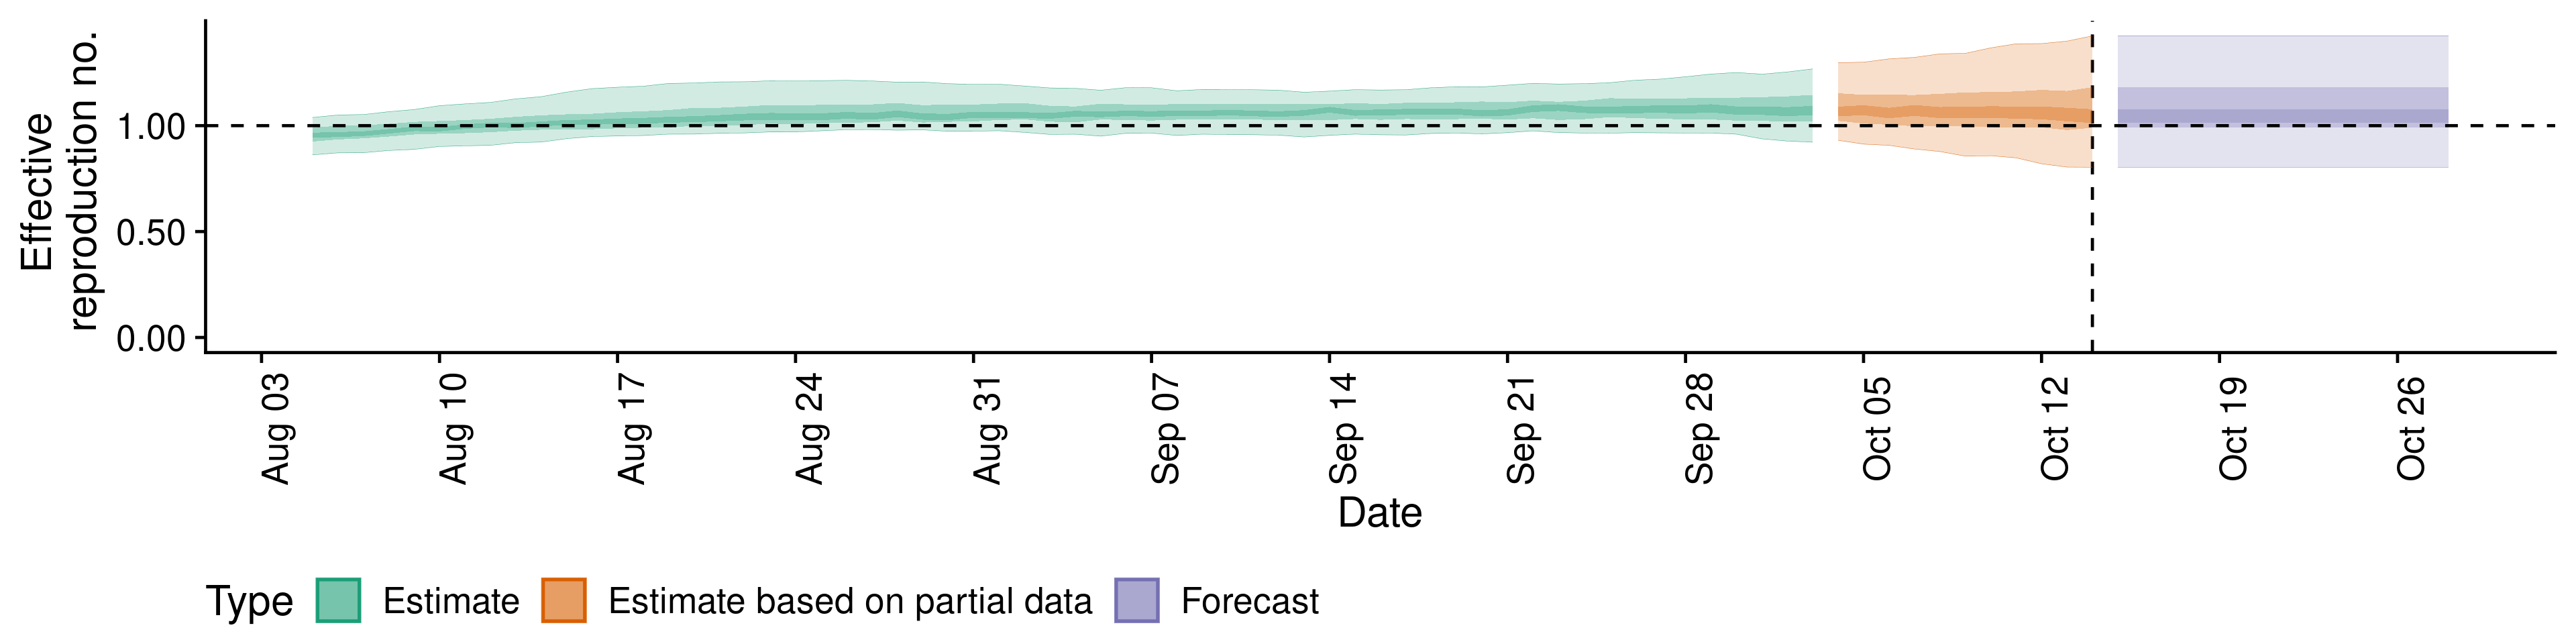 Effective
reproduction no.
1.00
0.50
0.00
Aug 03
Aug 10
Aug 17
Aug 24
Aug 31
Sep 07
Sep 14
Sep 21
Sep 28
Oct 05
Oct 12
Oct 19
Oct 26
Date
Type Estimate Estimate based on partial data Forecast